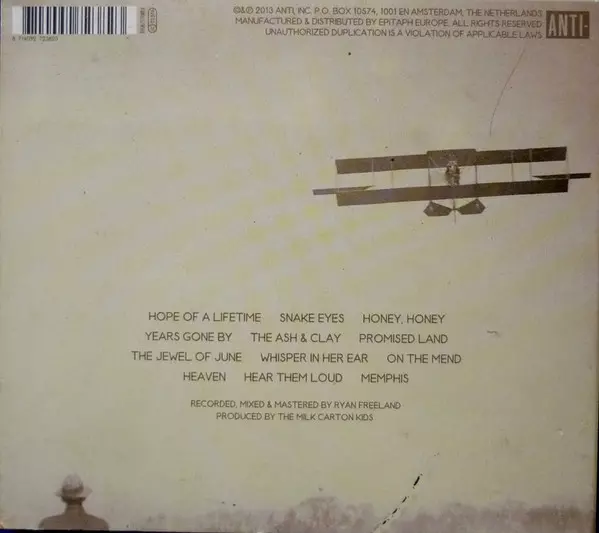 ℗&© 2013 ANTI, INC. P.O. BOX 10574, 1001 EN AMSTERDAM, THE NETHERLANDS
MANUFACTURED & DISTRIBUTED BY EPITAPH EUROPE. ALL RIGHTS RESERVED
UNAUTHORIZED DUPLICATION IS A VIOLATION OF APPLICABLE LAWS
ANTI-
HOPE OF A LIFETIME SNAKE EYES HONEY, HONEY
YEARS GONE BY THE ASH & CLAY PROMISED LAND
THE JEWEL OF JUNE WHISPER IN HER EAR ON THE MEND
HEAVEN HEAR THEM LOUD MEMPHIS
RECORDED, MIXED & MASTERED BY RYAN FREELAND
PRODUCED BY THE MILK CARTON KIDS